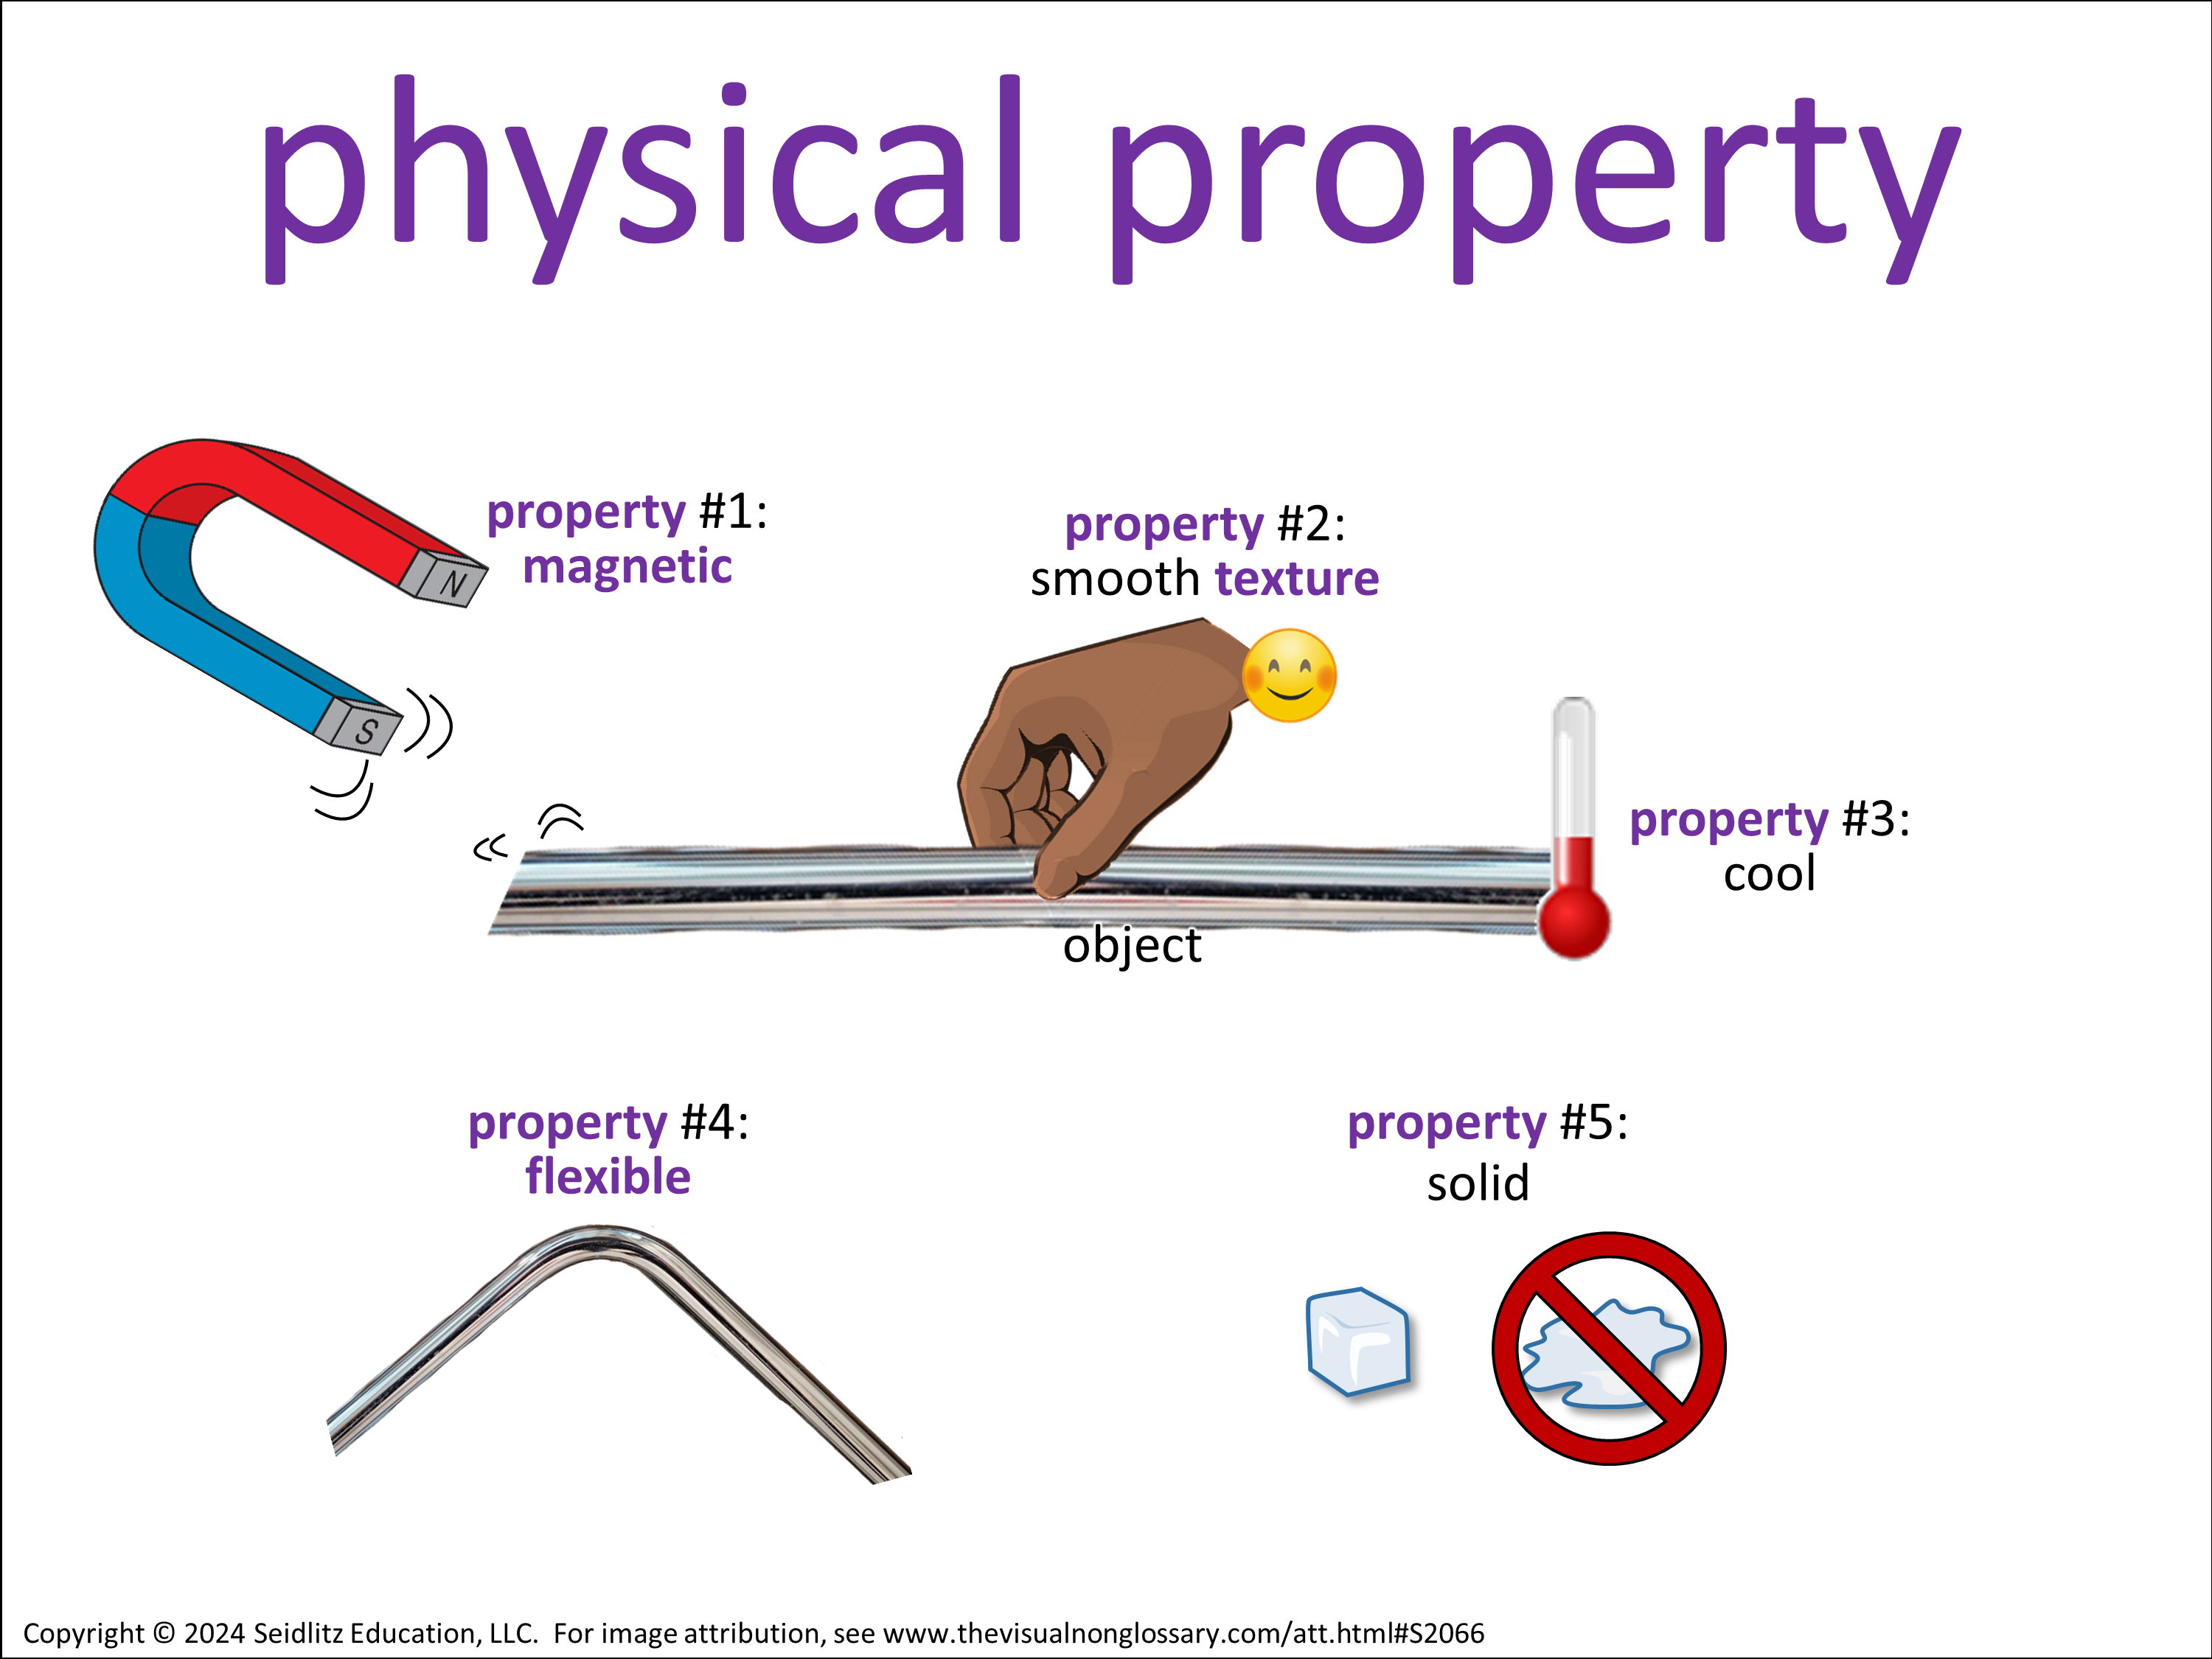 physical property
property #1:
magnetic
property #2:
smooth texture
N
S
property #3:
cool
object
property #4:
flexible
property #5:
solid
Copyright © 2024 Seidlitz Education, LLC.  For image attribution, see www.thevisualnonglossary.com/att.html#S2066